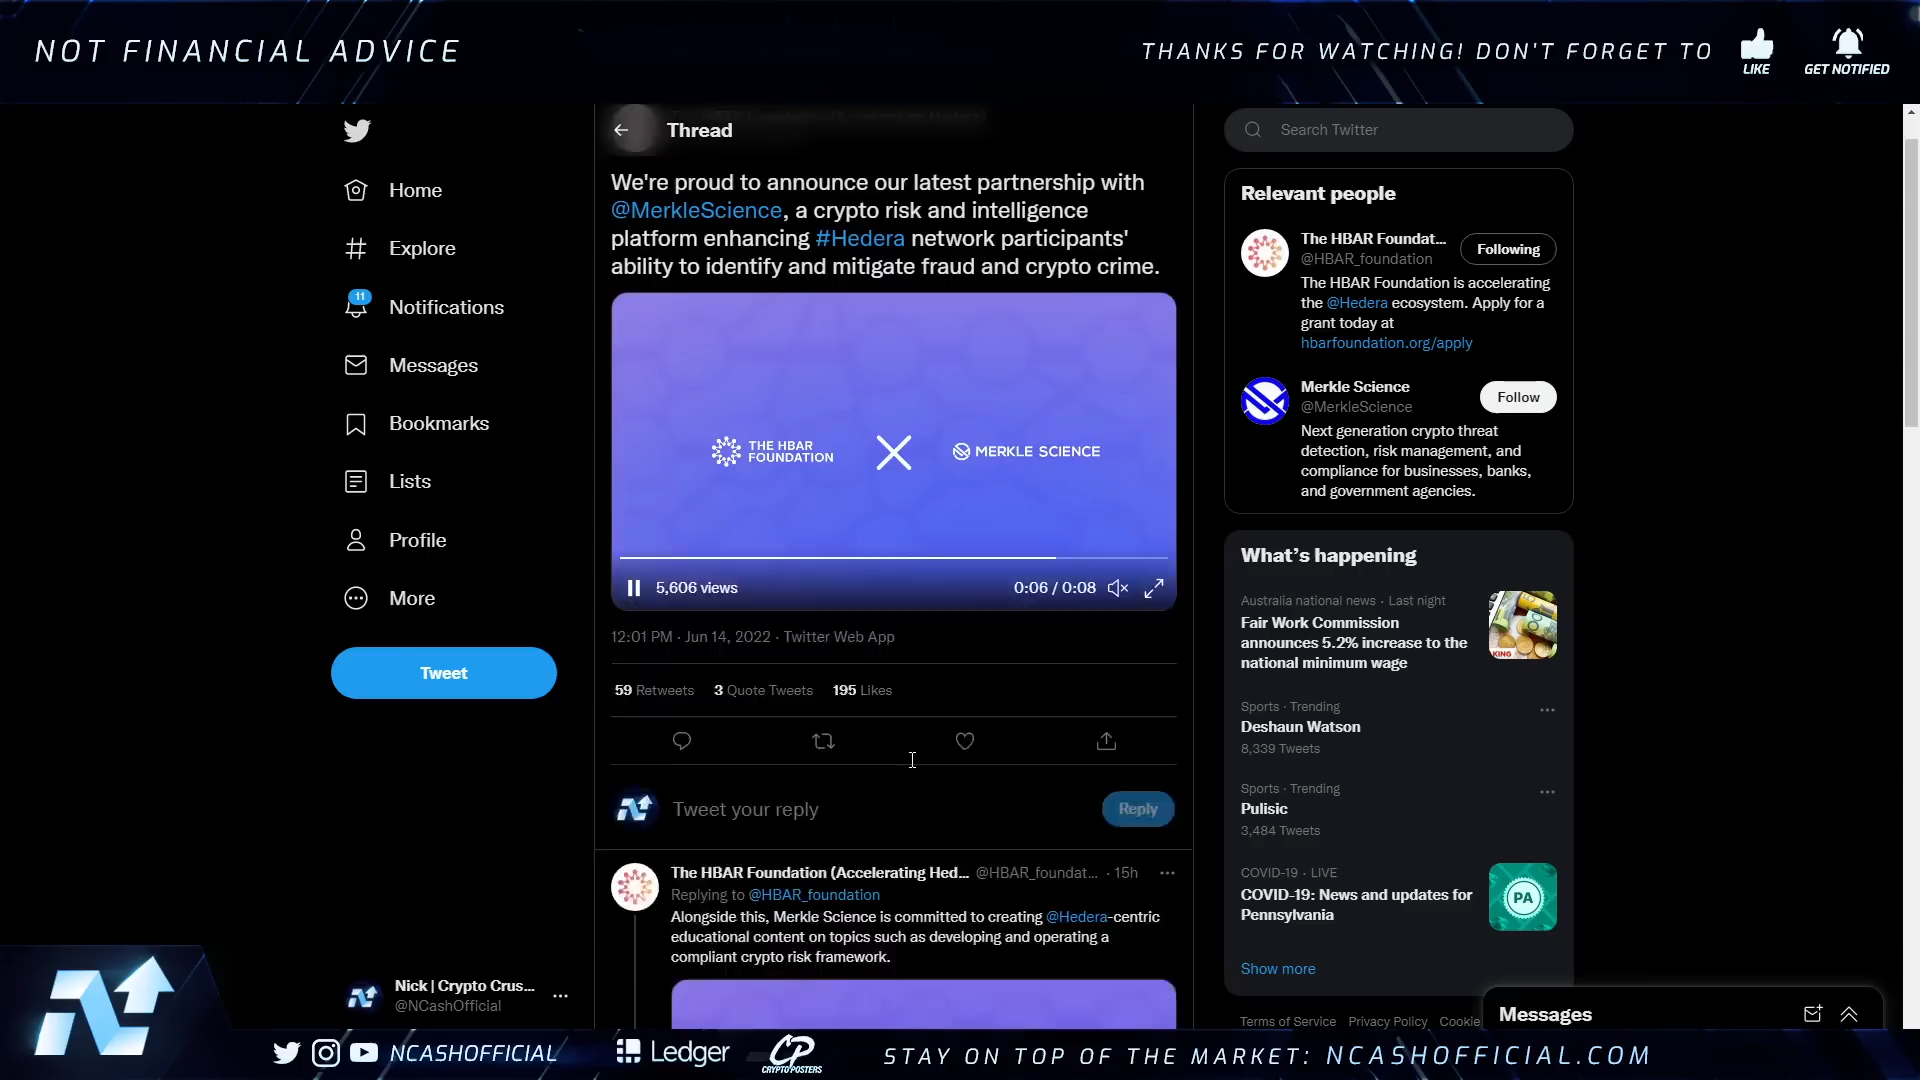 NOT FINANCIAL ADVICE
THANKS FOR WATCHING! DON'T FORGET TO
LIKE
GET NOTIFIED
Home
Explore
11
Notifications
Messages
Bookmarks
Lists
Profile
More
Tweet
Nick | Crypto Crus...
@NCashOfficial
Thread
We're proud to announce our latest partnership with
@MerkleScience, a crypto risk and intelligence
platform enhancing #Hedera network participants'
ability to identify and mitigate fraud and crypto crime.
THE HBAR
FOUNDATION
MERKLE SCIENCE
5,606 views
0:06 / 0:08
12:01 PM · Jun 14, 2022 · Twitter Web App
59 Retweets 3 Quote Tweets 195 Likes
Tweet your reply
Reply
The HBAR Foundation (Accelerating Hed... @HBAR_foundat... · 15h
Replying to @HBAR_foundation
Alongside this, Merkle Science is committed to creating @Hedera-centric
educational content on topics such as developing and operating a
compliant crypto risk framework.
Search Twitter
Relevant people
The HBAR Foundat...
@HBAR_foundation
Following
The HBAR Foundation is accelerating
the @Hedera ecosystem. Apply for a
grant today at
hbarfoundation.org/apply
Merkle Science
@MerkleScience
Follow
Next generation crypto threat
detection, risk management, and
compliance for businesses, banks,
and government agencies.
What's happening
Australia national news · Last night
Fair Work Commission
announces 5.2% increase to the
national minimum wage
KING
Sports · Trending
Deshaun Watson
8,339 Tweets
Sports · Trending
Pulisic
3,484 Tweets
COVID-19 · LIVE
COVID-19: News and updates for
Pennsylvania
PA
Show more
Terms of Service Privacy Policy Cookie
Messages
NCASHOFFICIAL
Ledger
CP
CRYPTO POSTERS
STAY ON TOP OF THE MARKET: NCASHOFFICIAL.COM